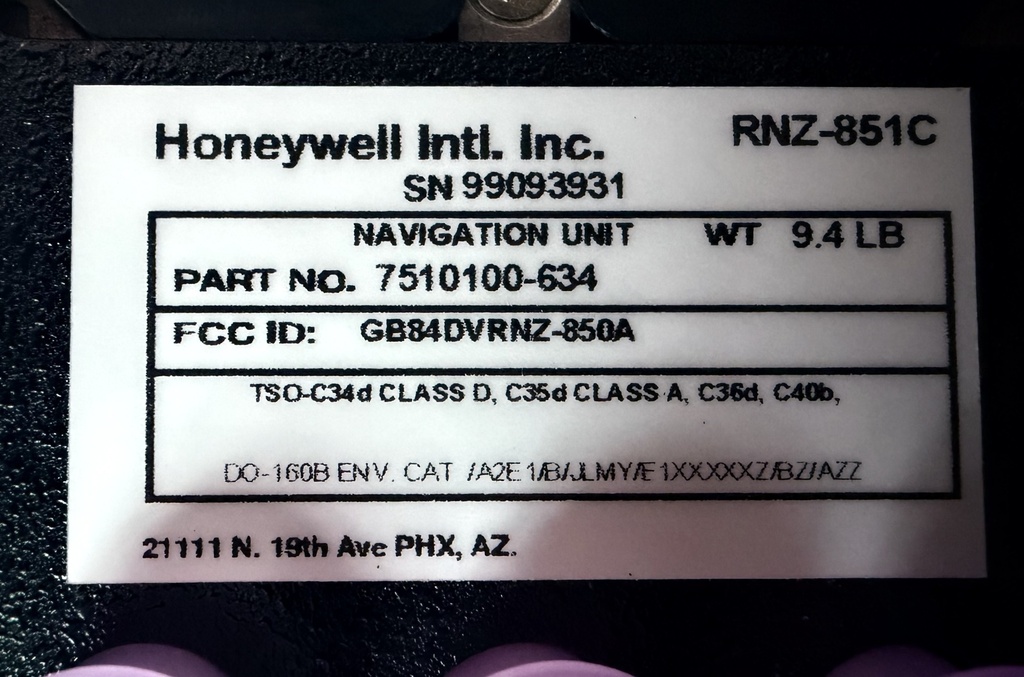 Honeywell Intl. Inc. RNZ-851C
SN 99093931
NAVIGATION UNIT WT 9.4 LB
PART NO. 7510100-634
FCC ID: GB84DVRNZ-850A
TSO-C34d CLASS D, C35d CLASS A, C36d, C40b,
DO-160B ENV. CAT /A2E1/B/JLMY/E1XXXXXZ/BZ/AZZ
21111 N. 19th Ave PHX, AZ.